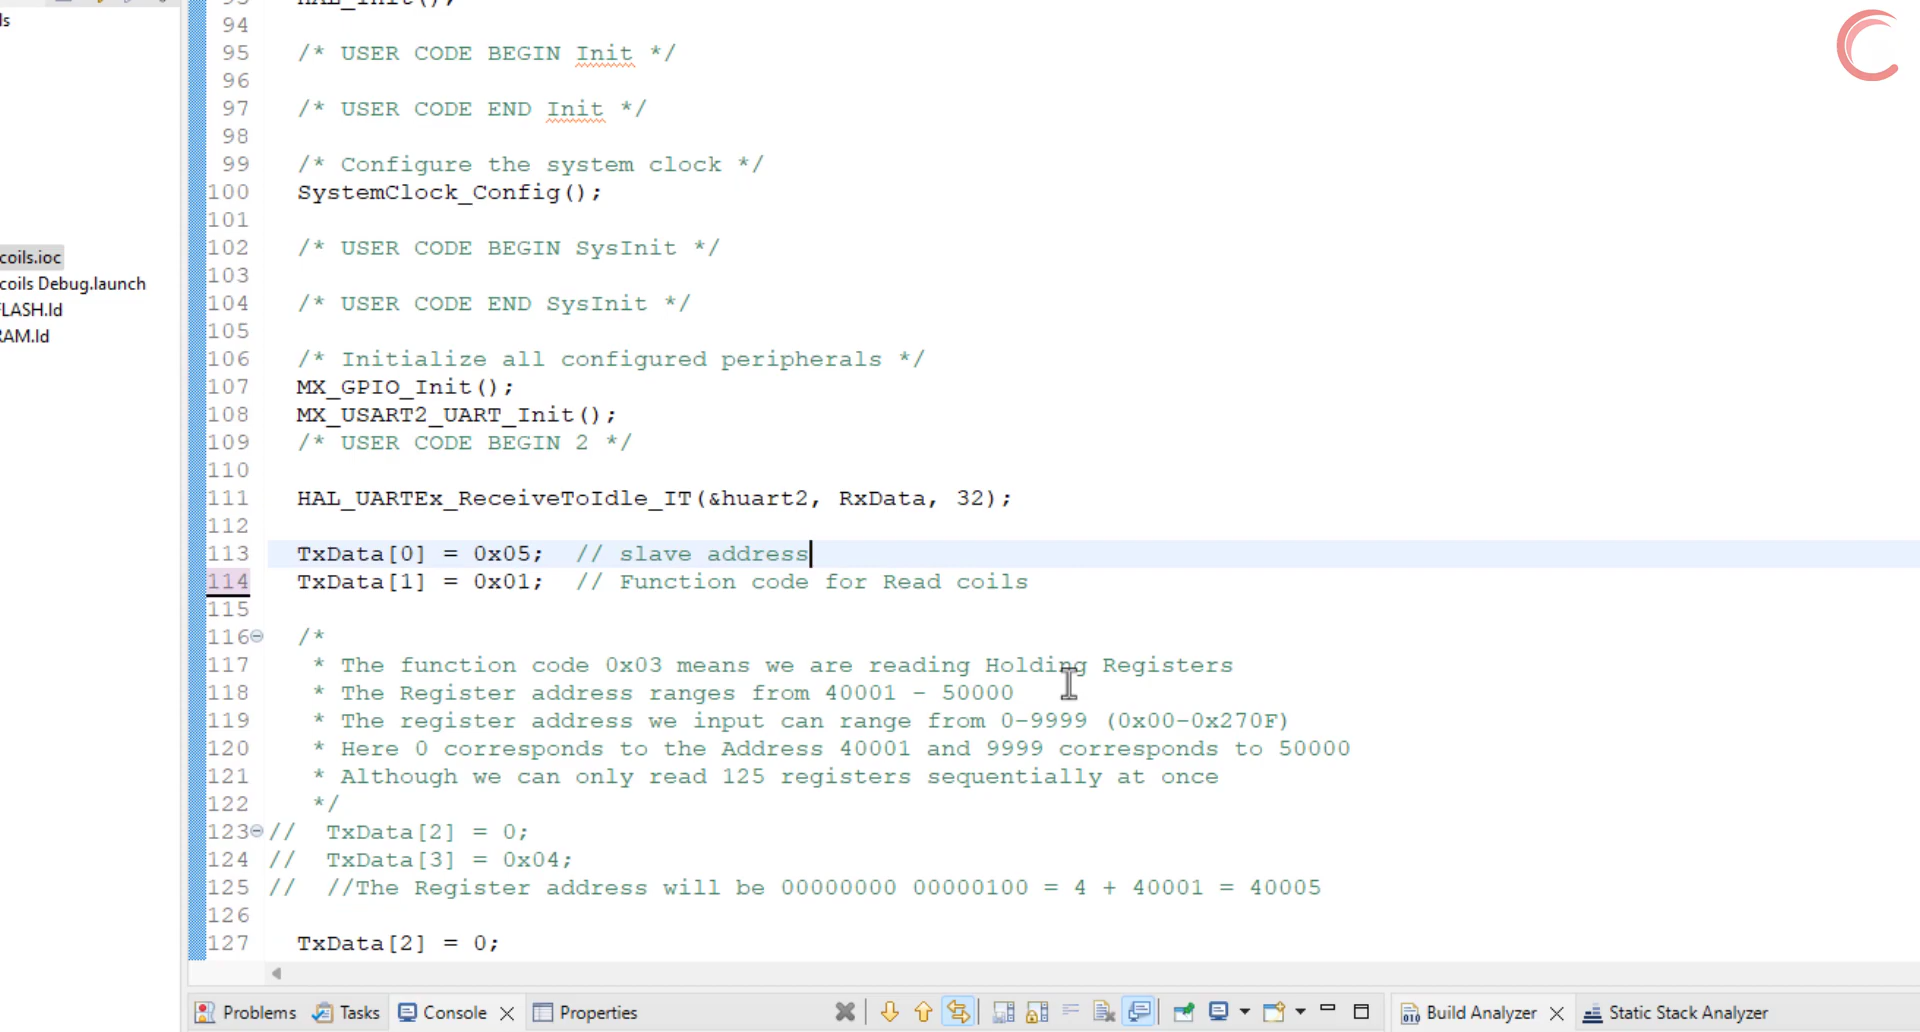 ls
93 HAL_Init();
94
95 /* USER CODE BEGIN Init */
96
97 /* USER CODE END Init */
98
99 /* Configure the system clock */
100 SystemClock_Config();
101
102 /* USER CODE BEGIN SysInit */
103
coils.ioc
coils Debug.launch
104 /* USER CODE END SysInit */
FLASH.ld
105
RAM.ld
106 /* Initialize all configured peripherals */
107 MX_GPIO_Init();
108 MX_USART2_UART_Init();
109 /* USER CODE BEGIN 2 */
110
111 HAL_UARTEx_ReceiveToIdle_IT(&huart2, RxData, 32);
112
113 TxData[0] = 0x05; // slave address
114 TxData[1] = 0x01; // Function code for Read coils
115
116 /*
117 * The function code 0x03 means we are reading Holding Registers
118 * The Register address ranges from 40001 - 50000
119 * The register address we input can range from 0-9999 (0x00-0x270F)
120 * Here 0 corresponds to the Address 40001 and 9999 corresponds to 50000
121 * Although we can only read 125 registers sequentially at once
122 */
123 // TxData[2] = 0;
124 // TxData[3] = 0x04;
125 // //The Register address will be 00000000 00000100 = 4 + 40001 = 40005
126
127 TxData[2] = 0;
Problems Tasks Console Properties Build Analyzer Static Stack Analyzer